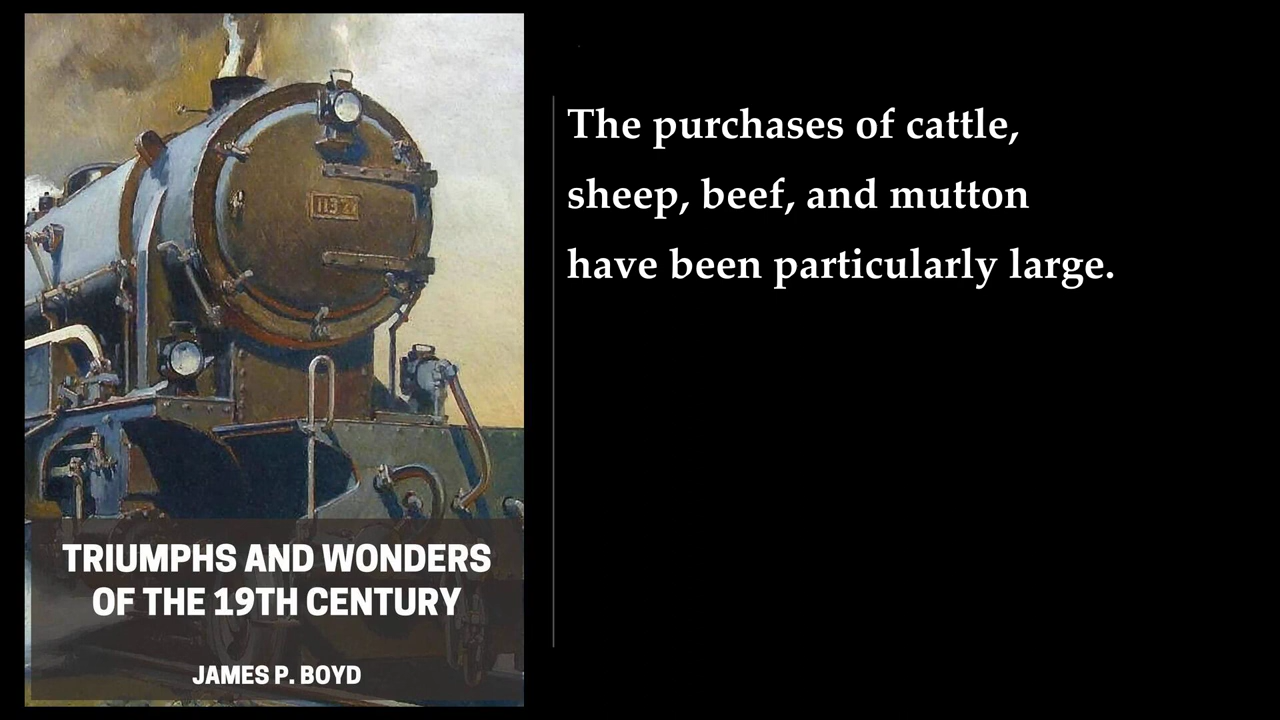 The purchases of cattle,
sheep, beef, and mutton
have been particularly large.
TRIUMPHS AND WONDERS
OF THE 19TH CENTURY
JAMES P. BOYD